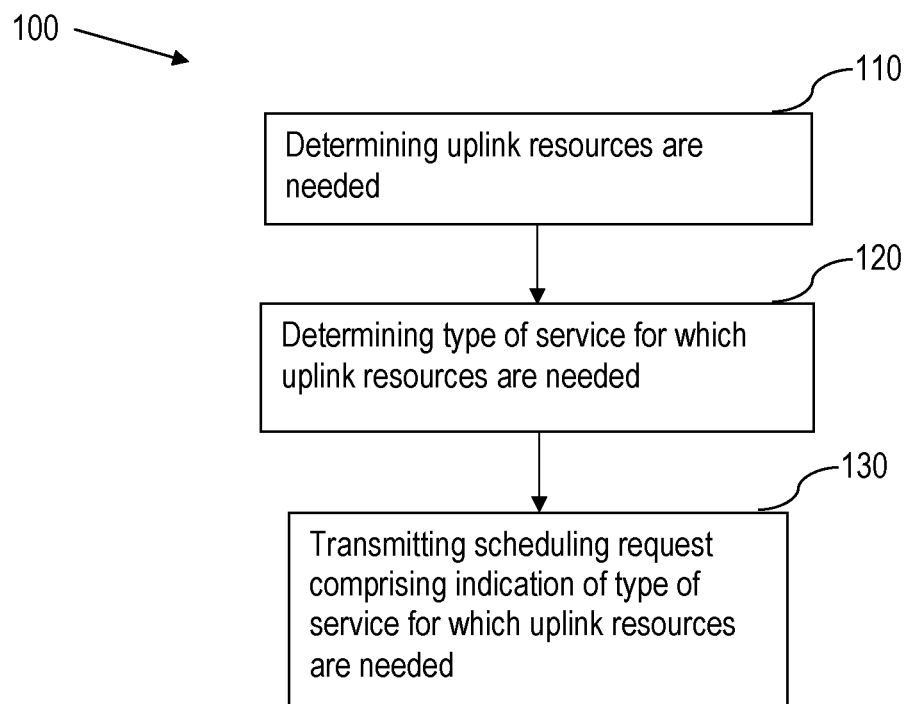 100
110
Determining uplink resources are
needed
120
Determining type of service for which
uplink resources are needed
130
Transmitting scheduling request
comprising indication of type of
service for which uplink resources
are needed